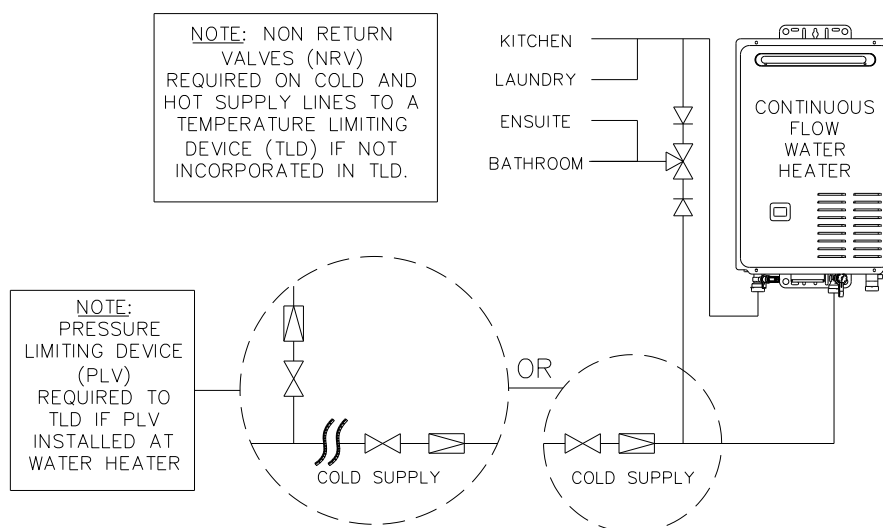 NOTE: NON RETURN
VALVES (NRV)
REQUIRED ON COLD AND
HOT SUPPLY LINES TO A
TEMPERATURE LIMITING
DEVICE (TLD) IF NOT
INCORPORATED IN TLD.
KITCHEN
LAUNDRY
ENSUITE
BATHROOM
CONTINUOUS
FLOW
WATER
HEATER
NOTE:
PRESSURE
LIMITING DEVICE
(PLV)
REQUIRED TO
TLD IF PLV
INSTALLED AT
WATER HEATER
OR
COLD SUPPLY
COLD SUPPLY